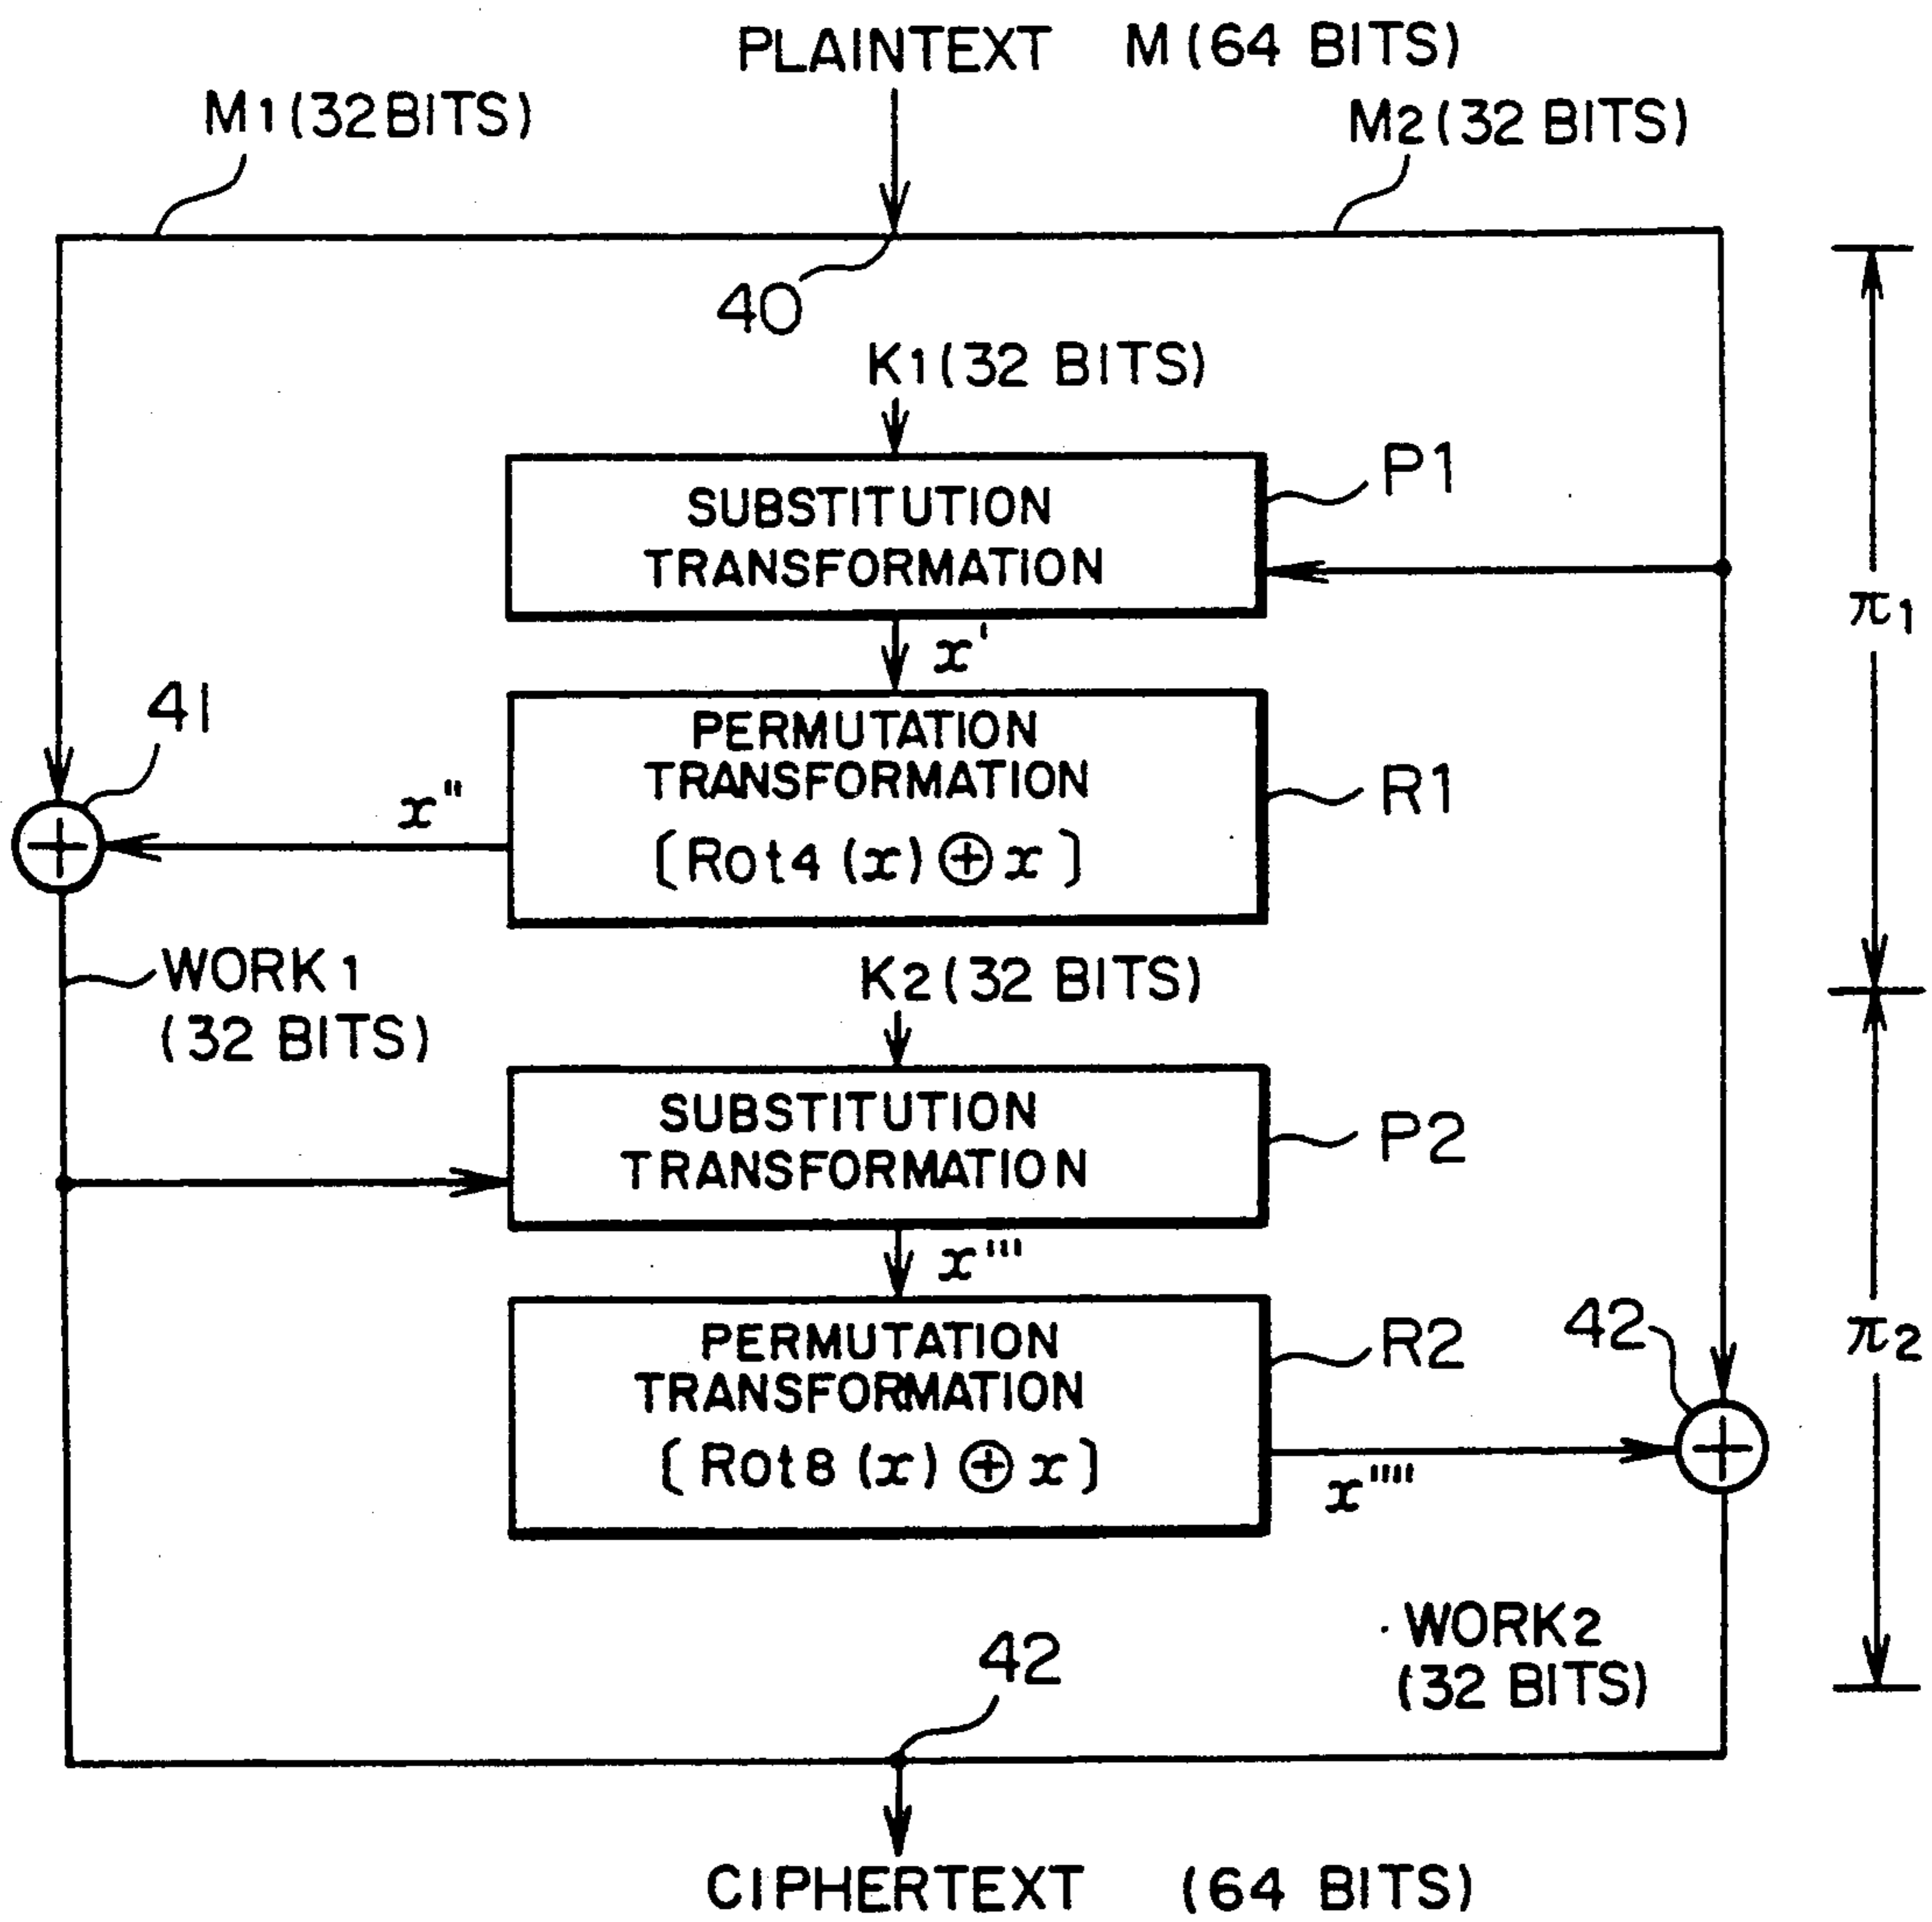 PLAINTEXT M (64 BITS)
M1 (32 BITS)
M2 (32 BITS)
40
K1 (32 BITS)
P1
SUBSTITUTION
TRANSFORMATION
π1
x'
41
PERMUTATION
TRANSFORMATION
R1
x"
[ Rot4 (x) ⊕ x ]
WORK 1
(32 BITS)
K2 (32 BITS)
SUBSTITUTION
TRANSFORMATION
P2
x'''
42
PERMUTATION
TRANSFORMATION
R2
π2
[ Rot8 (x) ⊕ x ]
x''''
WORK2
(32 BITS)
42
CIPHERTEXT (64 BITS)